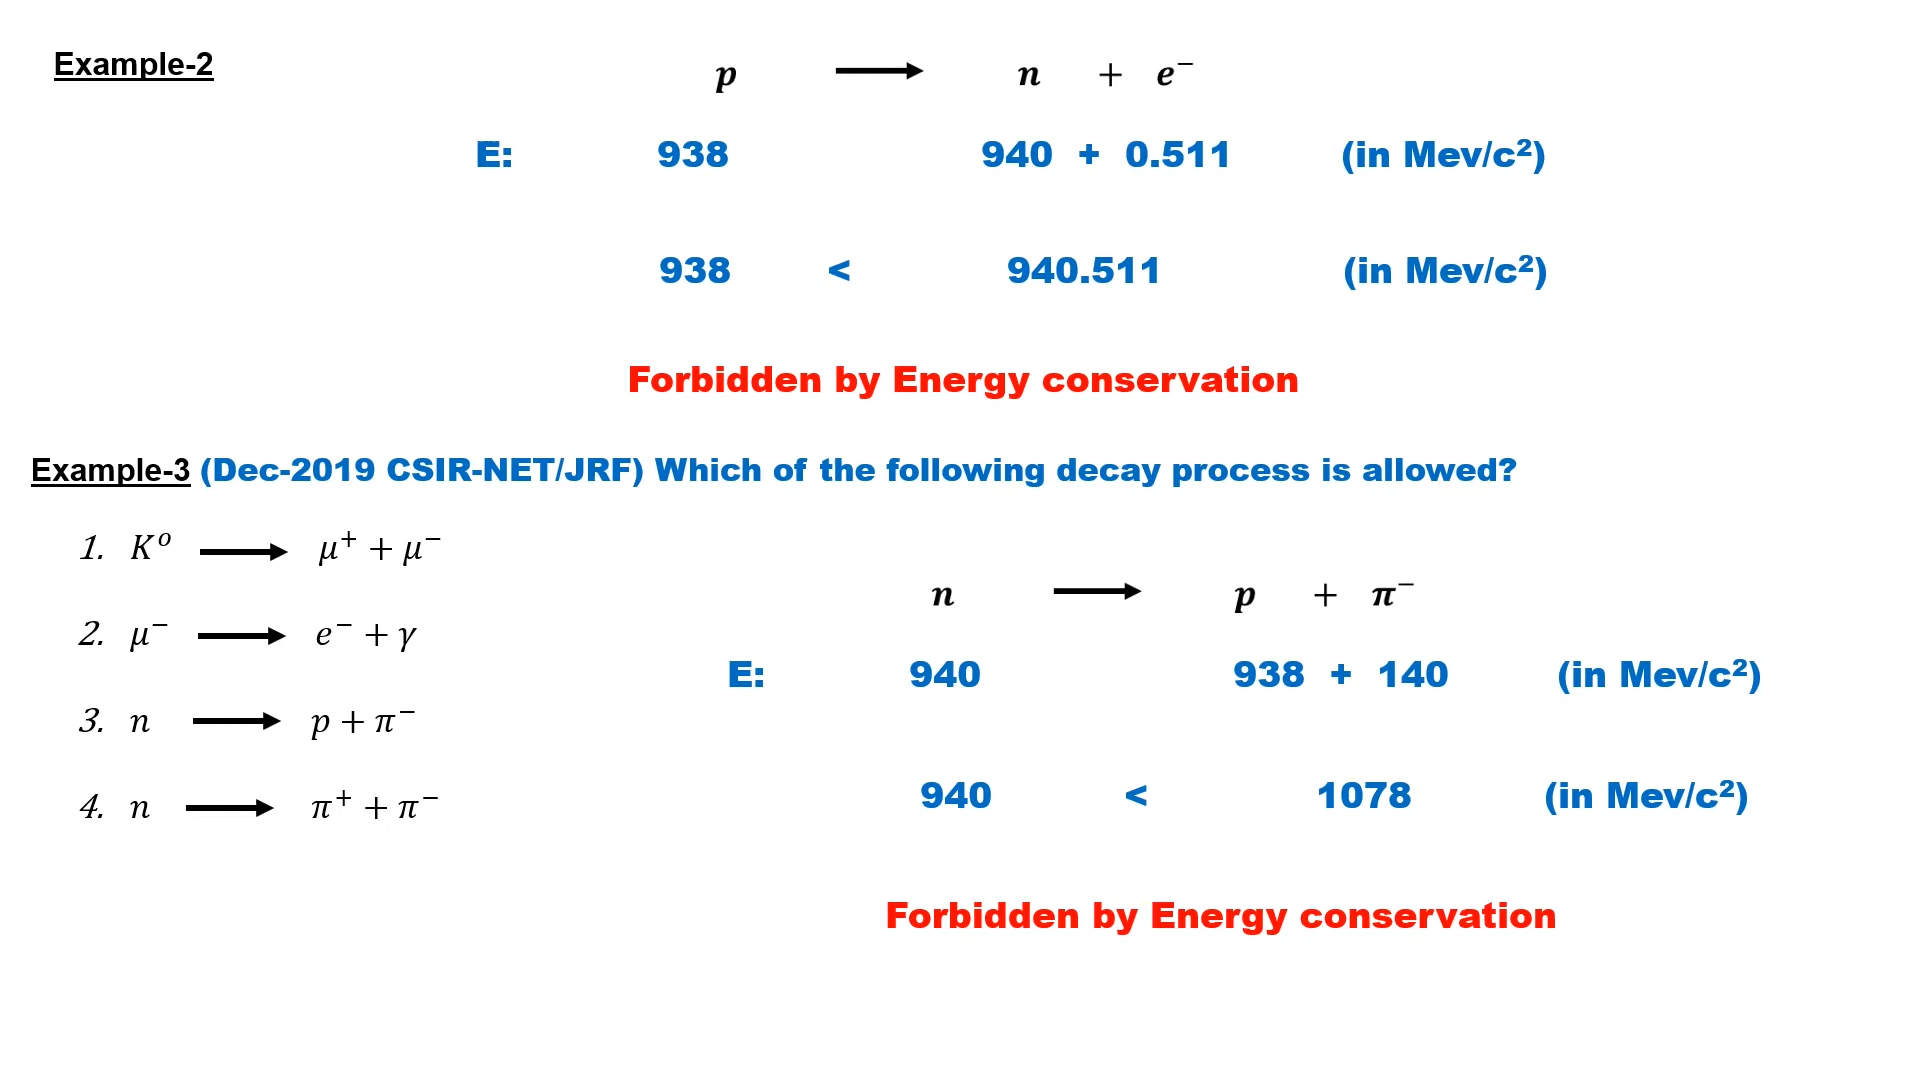 Example-2
p ⟶ n + e⁻
E: 938 940 + 0.511 (in Mev/c²)
938 < 940.511 (in Mev/c²)
Forbidden by Energy conservation
Example-3 (Dec-2019 CSIR-NET/JRF) Which of the following decay process is allowed?
1. Kᵒ ⟶ μ⁺ + μ⁻
2. μ⁻ ⟶ e⁻ + γ
3. n ⟶ p + π⁻
4. n ⟶ π⁺ + π⁻
n ⟶ p + π⁻
E: 940 938 + 140 (in Mev/c²)
940 < 1078 (in Mev/c²)
Forbidden by Energy conservation